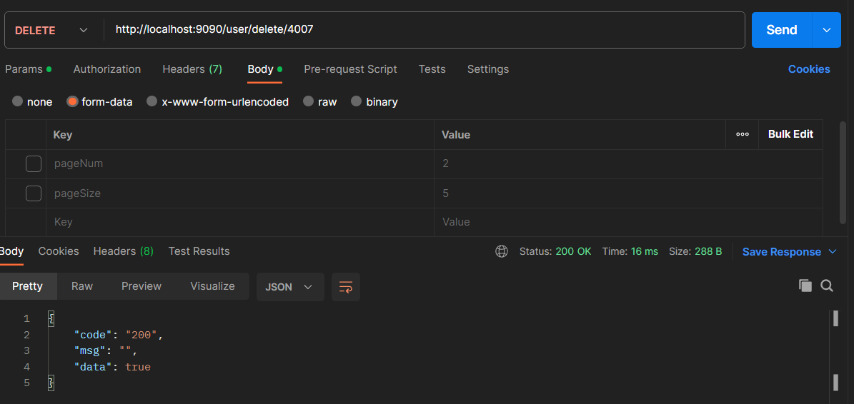 DELETE http://localhost:9090/user/delete/4007 Send
Params Authorization Headers (7) Body Pre-request Script Tests Settings Cookies
none form-data x-www-form-urlencoded raw binary
Key Value Bulk Edit
pageNum 2
pageSize 5
Key Value
Body Cookies Headers (8) Test Results Status: 200 OK Time: 16 ms Size: 288 B Save Response
Pretty Raw Preview Visualize JSON
1 {
2 "code": "200",
3 "msg": "",
4 "data": true
5 }